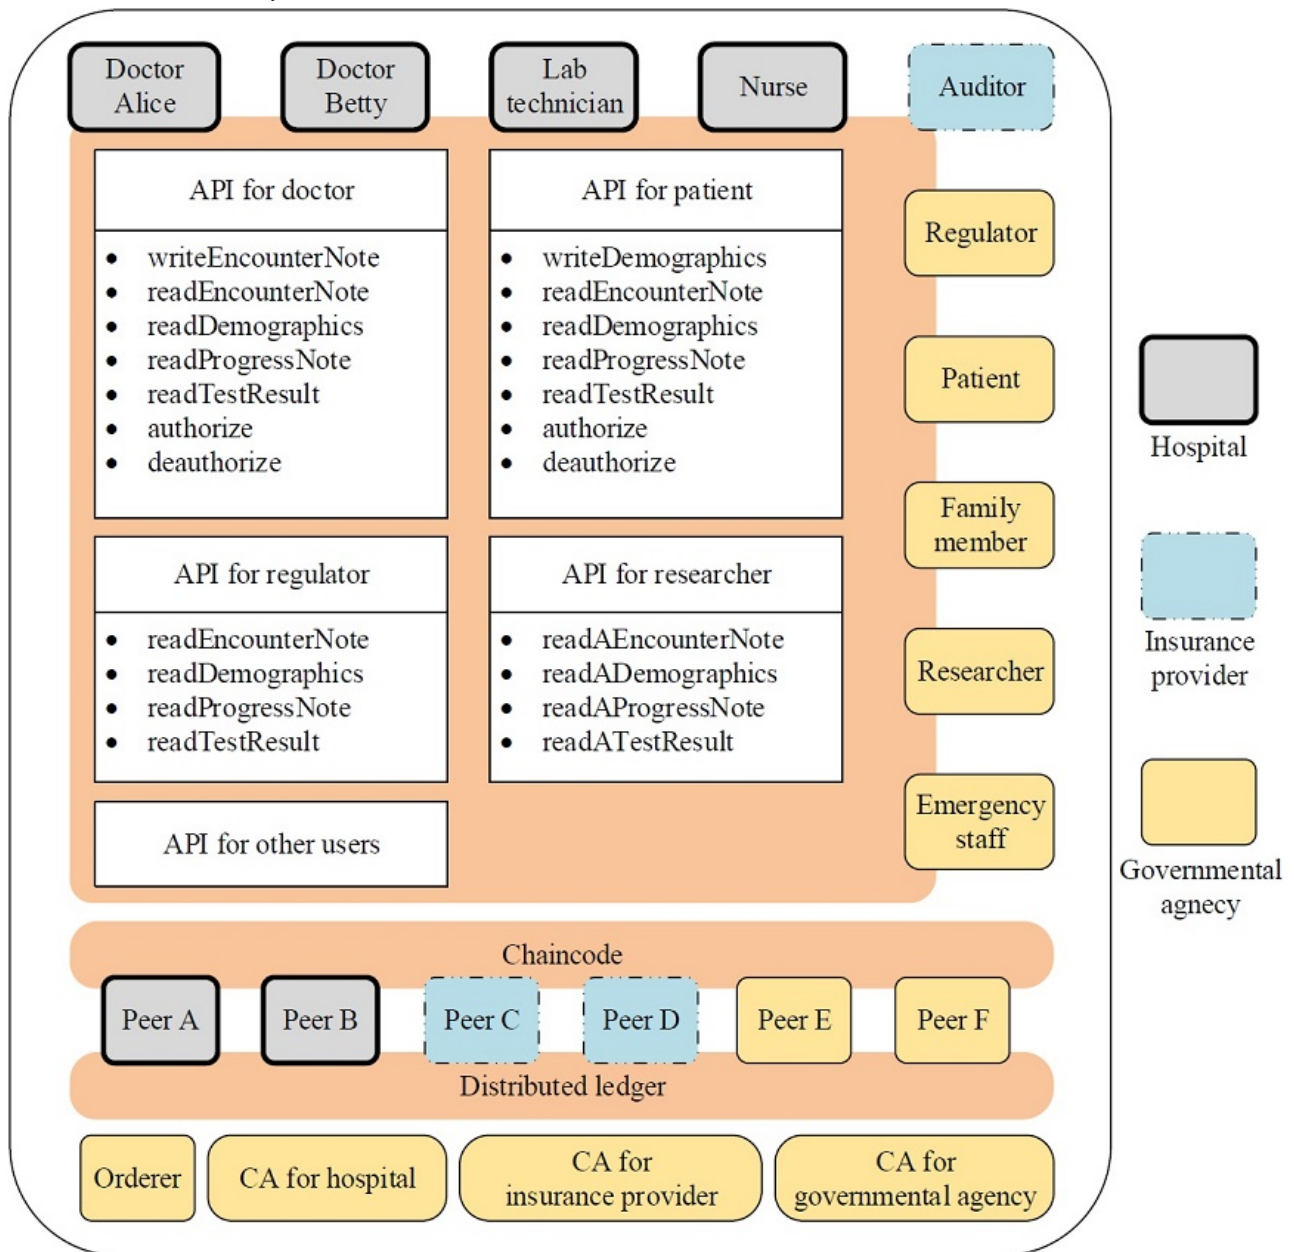 Doctor
Alice
Doctor
Betty
Lab
technician
Nurse
Auditor
API for doctor
• writeEncounterNote
• readEncounterNote
• readDemographics
• readProgressNote
• readTestResult
• authorize
• deauthorize
API for patient
• writeDemographics
• readEncounterNote
• readDemographics
• readProgressNote
• readTestResult
• authorize
• deauthorize
API for regulator
• readEncounterNote
• readDemographics
• readProgressNote
• readTestResult
API for researcher
• readAEncounterNote
• readADemographics
• readAProgressNote
• readATestResult
API for other users
Regulator
Patient
Family
member
Researcher
Emergency
staff
Chaincode
Peer A
Peer B
Peer C
Peer D
Peer E
Peer F
Distributed ledger
Orderer
CA for hospital
CA for
insurance provider
CA for
governmental agency
Hospital
Insurance
provider
Governmental
agnecy